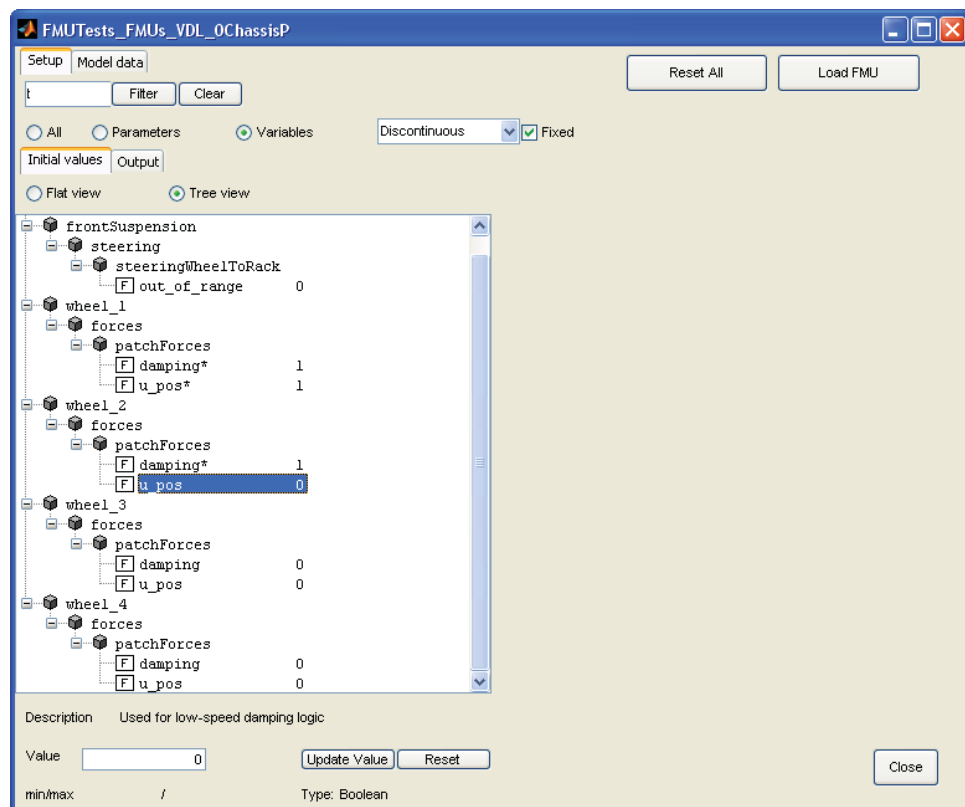 FMUTests_FMUs_VDL_0ChassisP
Setup Model data
Reset All Load FMU
t Filter Clear
All Parameters Variables Discontinuous Fixed
Initial values Output
Flat view Tree view
frontSuspension
steering
steeringWheelToRack
F out_of_range 0
wheel_1
forces
patchForces
F damping* 1
F u_pos* 1
wheel_2
forces
patchForces
F damping* 1
F u_pos 0
wheel_3
forces
patchForces
F damping 0
F u_pos 0
wheel_4
forces
patchForces
F damping 0
F u_pos 0
Description Used for low-speed damping logic
Value 0 Update Value Reset
Close
min/max / Type: Boolean